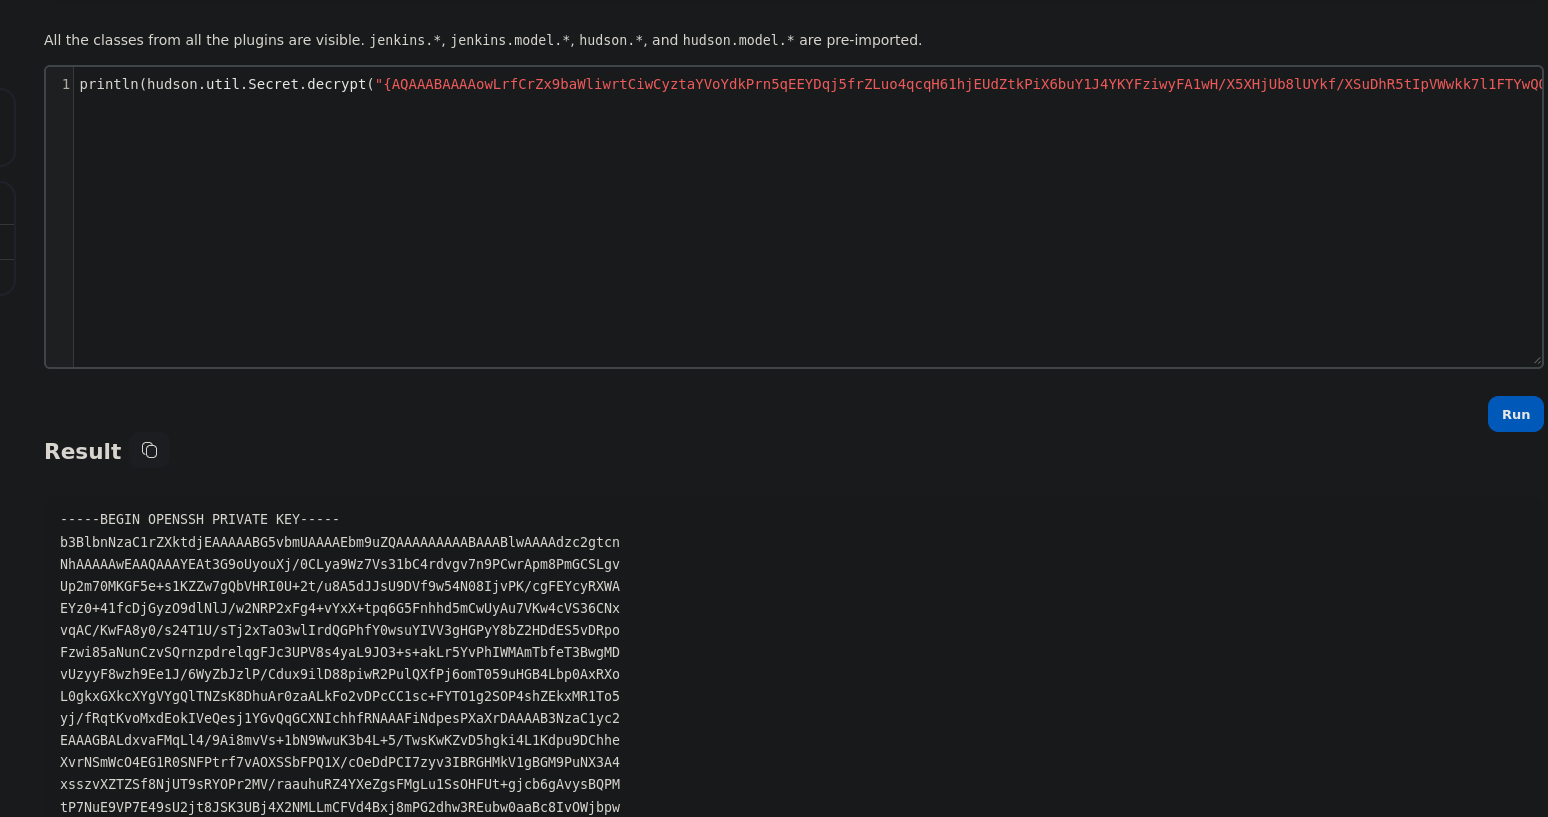 All the classes from all the plugins are visible. jenkins.*, jenkins.model.*, hudson.*, and hudson.model.* are pre-imported.
1 println(hudson.util.Secret.decrypt("{AQAAABAAAAowLrfCrZx9baWliwrtCiwCyztaYVoYdkPrn5qEEYDqj5frZLuo4qcqH61hjEUdZtkPiX6buY1J4YKYFziwyFA1wH/X5XHjUb8lUYkf/XSuDhR5tIpVWwkk7l1FTYwQ
Run
Result
-----BEGIN OPENSSH PRIVATE KEY-----
b3BlbnNzaC1rZXktdjEAAAAABG5vbmUAAAAEbm9uZQAAAAAAAAABAAABlwAAAAdzc2gtcn
NhAAAAAwEAAQAAAYEAt3G9oUyouXj/0CLya9Wz7Vs31bC4rdvgv7n9PCwrApm8PmGCSLgv
Up2m70MKGF5e+s1KZZw7gQbVHRI0U+2t/u8A5dJJsU9DVf9w54N08IjvPK/cgFEYcyRXWA
EYz0+41fcDjGyzO9dlNlJ/w2NRP2xFg4+vYxX+tpq6G5Fnhhd5mCwUyAu7VKw4cVS36CNx
vqAC/KwFA8y0/s24T1U/sTj2xTaO3wlIrdQGPhfY0wsuYIVV3gHGPyY8bZ2HDdES5vDRpo
Fzwi85aNunCzvSQrnzpdrelqgFJc3UPV8s4yaL9JO3+s+akLr5YvPhIWMAmTbfeT3BwgMD
vUzyyF8wzh9Ee1J/6WyZbJzlP/Cdux9ilD88piwR2PulQXfPj6omT059uHGB4Lbp0AxRXo
L0gkxGXkcXYgVYgQlTNZsK8DhuAr0zaALkFo2vDPcCC1sc+FYTO1g2SOP4shZEkxMR1To5
yj/fRqtKvoMxdEokIVeQesj1YGvQqGCXNIchhfRNAAAFiNdpesPXaXrDAAAAB3NzaC1yc2
EAAAGBALdxvaFMqLl4/9Ai8mvVs+1bN9WwuK3b4L+5/TwsKwKZvD5hgki4L1Kdpu9DChhe
XvrNSmWcO4EG1R0SNFPtrf7vAOXSSbFPQ1X/cOeDdPCI7zyv3IBRGHMkV1gBGM9PuNX3A4
xsszvXZTZSf8NjUT9sRYOPr2MV/raauhuRZ4YXeZgsFMgLu1SsOHFUt+gjcb6gAvysBQPM
tP7NuE9VP7E49sU2jt8JSK3UBj4X2NMLLmCFVd4Bxj8mPG2dhw3REubw0aaBc8IvOWjbpw